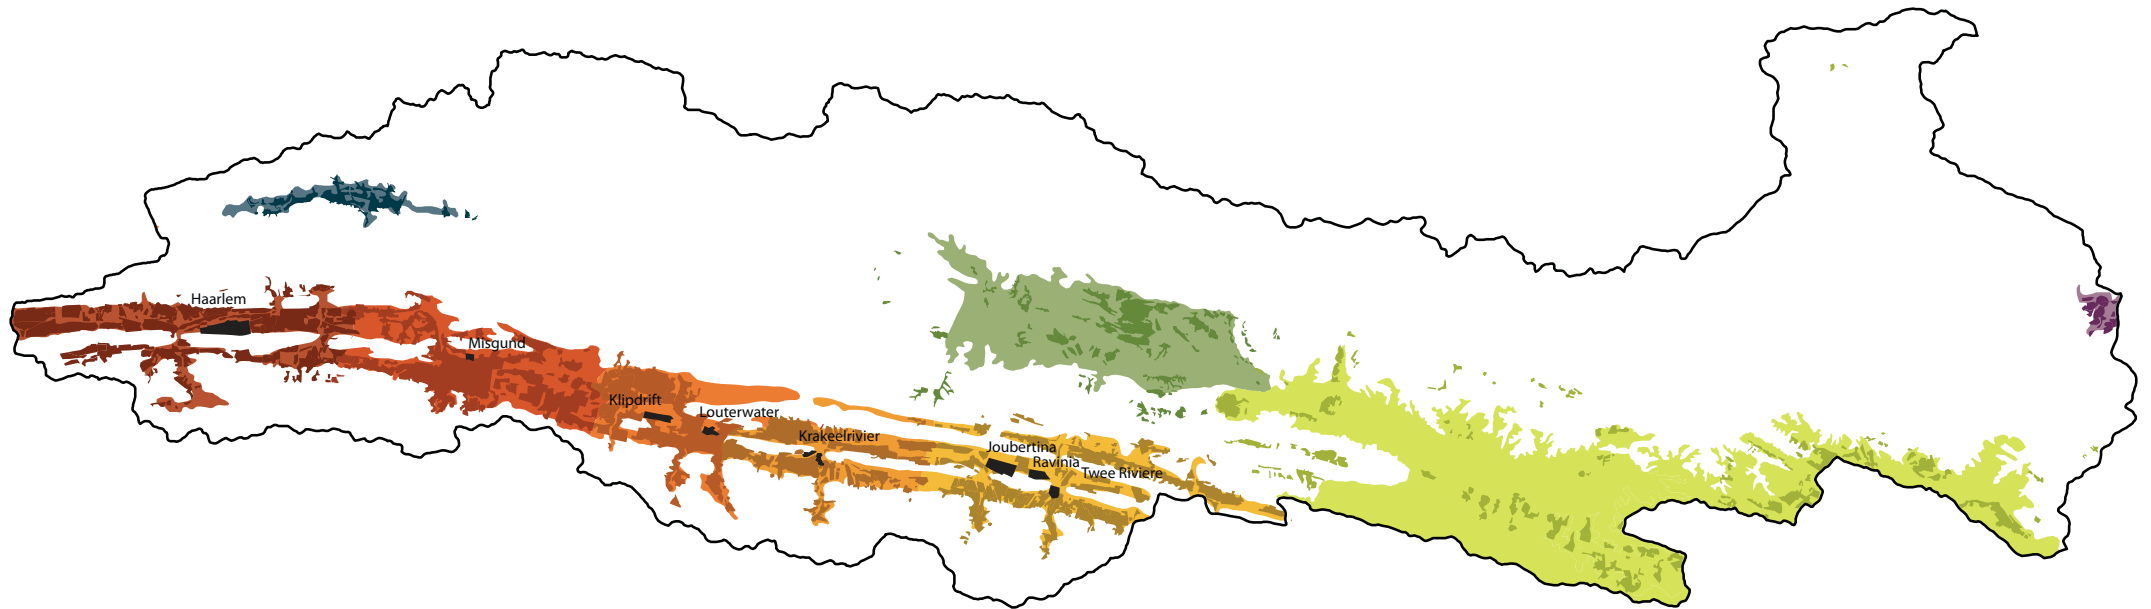 Haarlem
Misgund
Klipdrift
Louterwater
Krakeelrivier
Joubertina
Ravinia
Twee Riviere